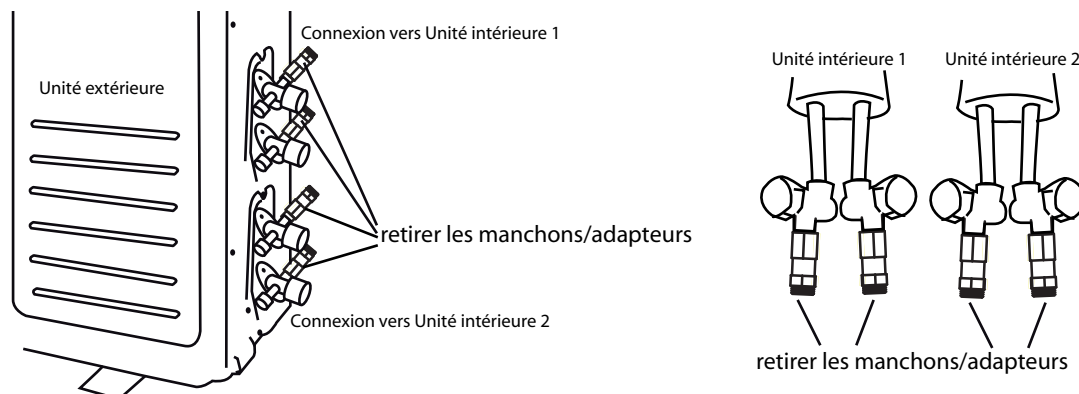 Connexion vers Unité intérieure 1
Unité extérieure
retirer les manchons/adapteurs
Connexion vers Unité intérieure 2
Unité intérieure 1
Unité intérieure 2
retirer les manchons/adapteurs